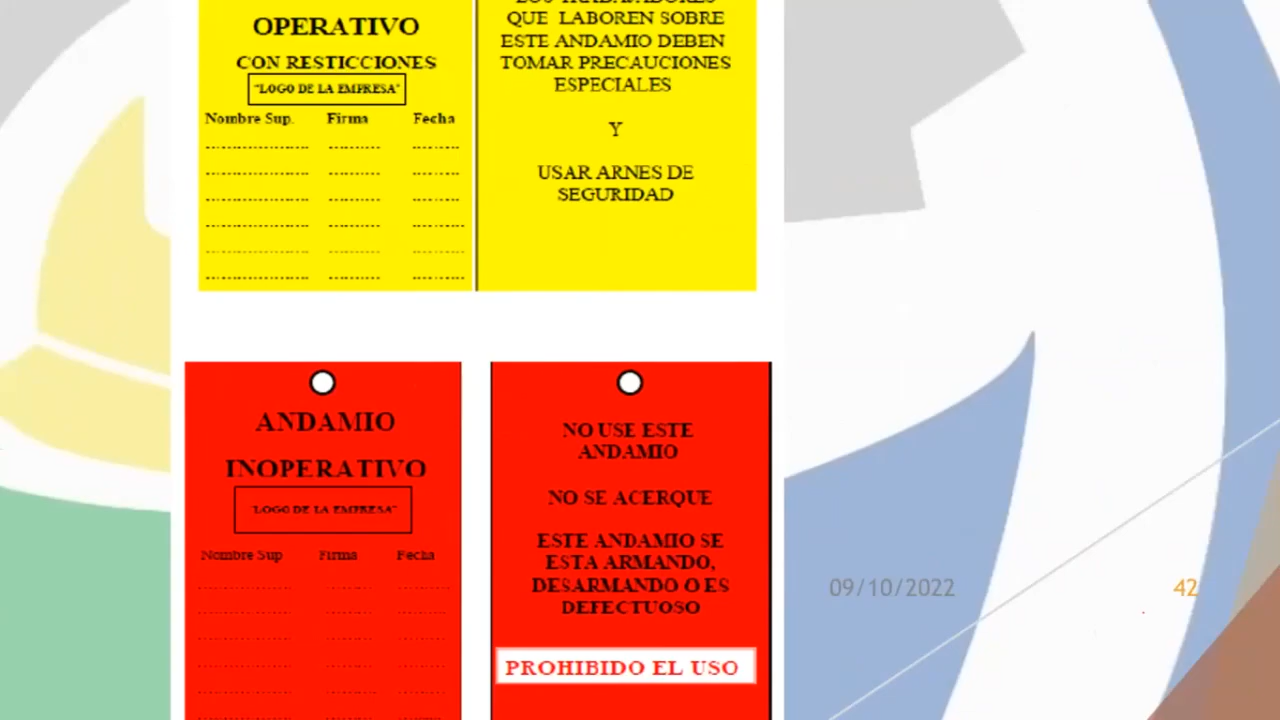 OPERATIVO
CON RESTICCIONES
"LOGO DE LA EMPRESA"
Nombre Sup. Firma Fecha
LOS TRABAJADORES
QUE LABOREN SOBRE
ESTE ANDAMIO DEBEN
TOMAR PRECAUCIONES
ESPECIALES
Y
USAR ARNES DE
SEGURIDAD
ANDAMIO
INOPERATIVO
"LOGO DE LA EMPRESA"
Nombre Sup Firma Fecha
NO USE ESTE
ANDAMIO
NO SE ACERQUE
ESTE ANDAMIO SE
ESTA ARMANDO,
DESARMANDO O ES
DEFECTUOSO
PROHIBIDO EL USO
09/10/2022
42